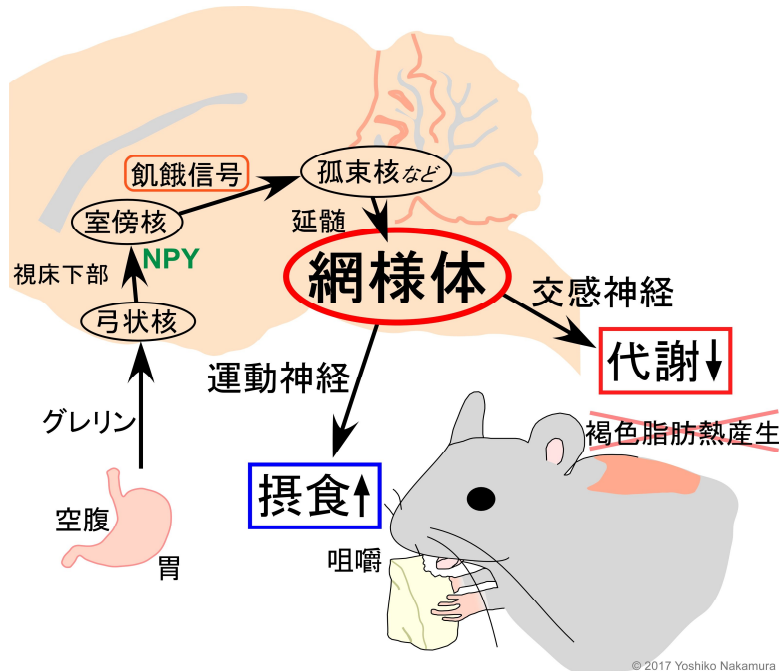 飢餓信号
孤束核など
室傍核
延髄
NPY
視床下部
網様体
交感神経
弓状核
代謝↓
運動神経
グレリン
褐色脂肪熱産生
摂食↑
空腹
胃
咀嚼
© 2017 Yoshiko Nakamura